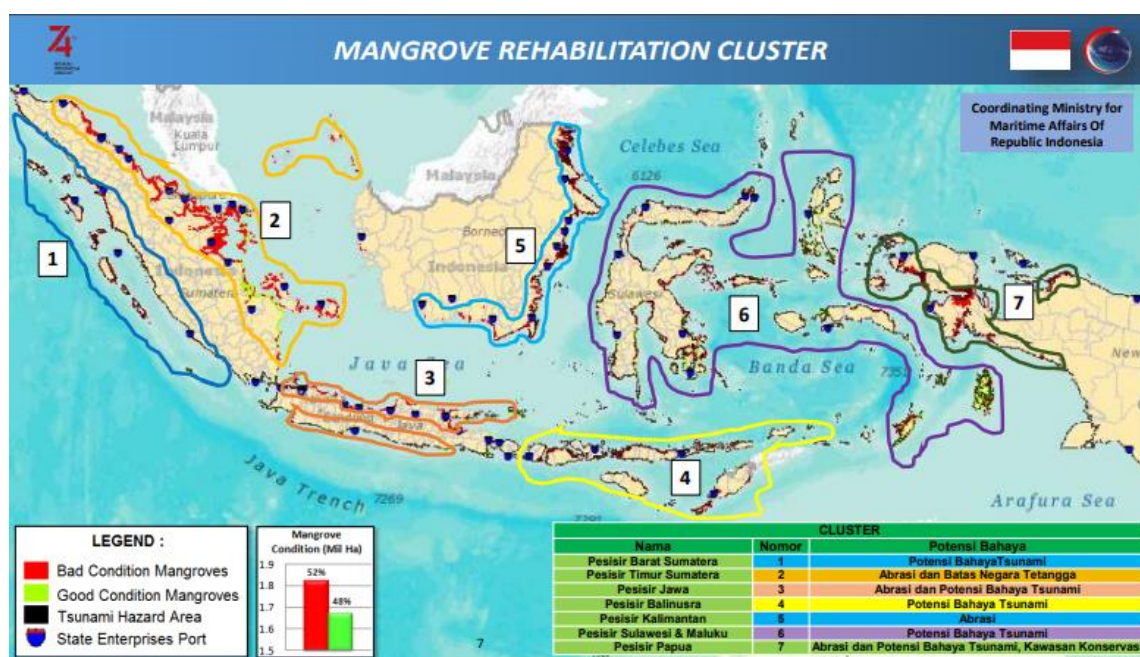 74
MANGROVE REHABILITATION CLUSTER
Coordinating Ministry for
Maritime Affairs Of
Republic Indonesia
Malaysia
Kuala
Lumpur
Celebes Sea
6126
Malaysia
2
1
Borneo
5
Indonesia
Indonesia
Sumatera
Sulawesi
6
7
New
Java Sea
3
Banda Sea
7351
Java
4
Java Trench
7269
Arafura Sea
LEGEND :
Bad Condition Mangroves
Good Condition Mangroves
Tsunami Hazard Area
State Enterprises Port
Mangrove
Condition (Mil Ha)
1.9
1.8
1.7
1.6
1.5
52%
48%
7
CLUSTER
Nama Nomor Potensi Bahaya
Pesisir Barat Sumatera 1 Potensi BahayaTsunami
Pesisir Timur Sumatera 2 Abrasi dan Batas Negara Tetangga
Pesisir Jawa 3 Abrasi dan Potensi Bahaya Tsunami
Pesisir Balinusra 4 Potensi Bahaya Tsunami
Pesisir Kalimantan 5 Abrasi
Pesisir Sulawesi & Maluku 6 Potensi Bahaya Tsunami
Pesisir Papua 7 Abrasi dan Potensi Bahaya Tsunami, Kawasan Konservas